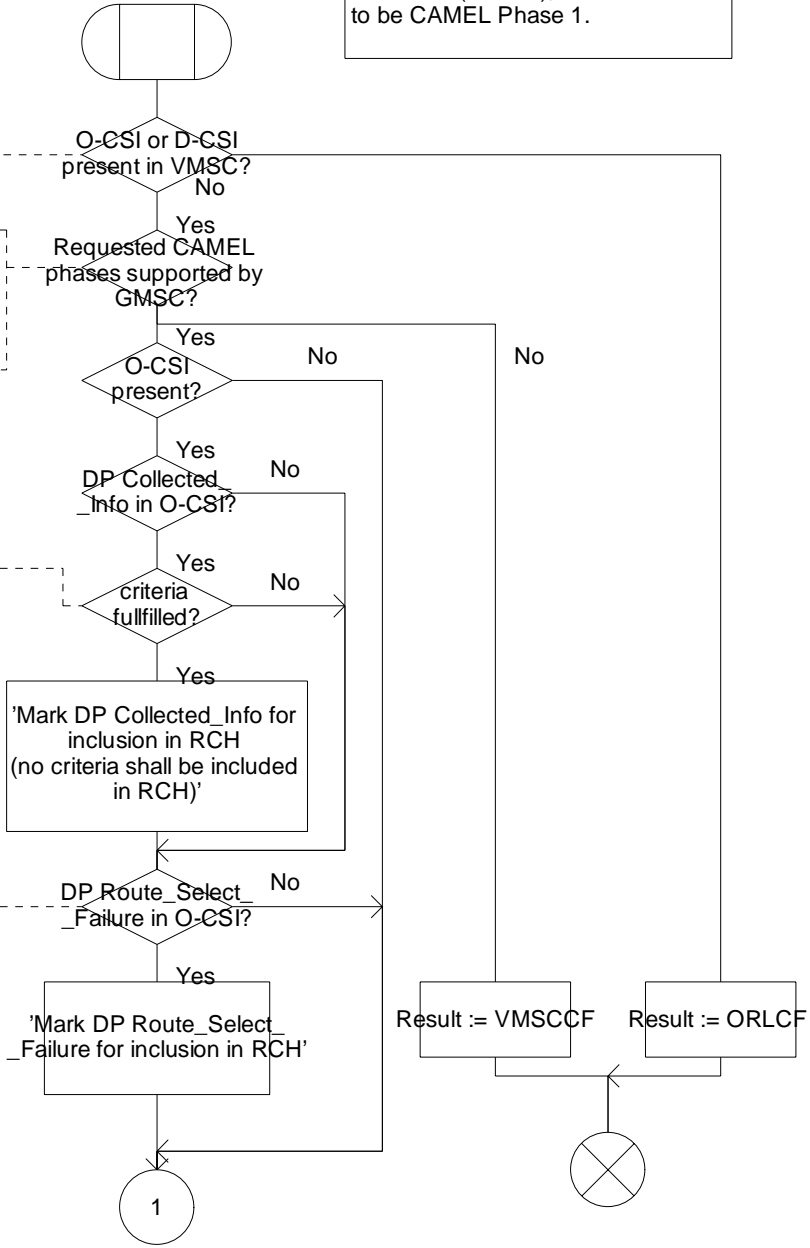 to be CAMEL Phase 1.
O-CSI or D-CSI
present in VMSC?
No
Yes
Requested CAMEL
phases supported by
GMSC?
Yes
No
No
O-CSI
present?
Yes
DP Collected_
_Info in O-CSI?
No
Yes
criteria
fullfilled?
No
Yes
'Mark DP Collected_Info for
inclusion in RCH
(no criteria shall be included
in RCH)'
DP Route_Select_
_Failure in O-CSI?
No
Yes
'Mark DP Route_Select_
_Failure for inclusion in RCH'
Result := VMSCCF
Result := ORLCF
1